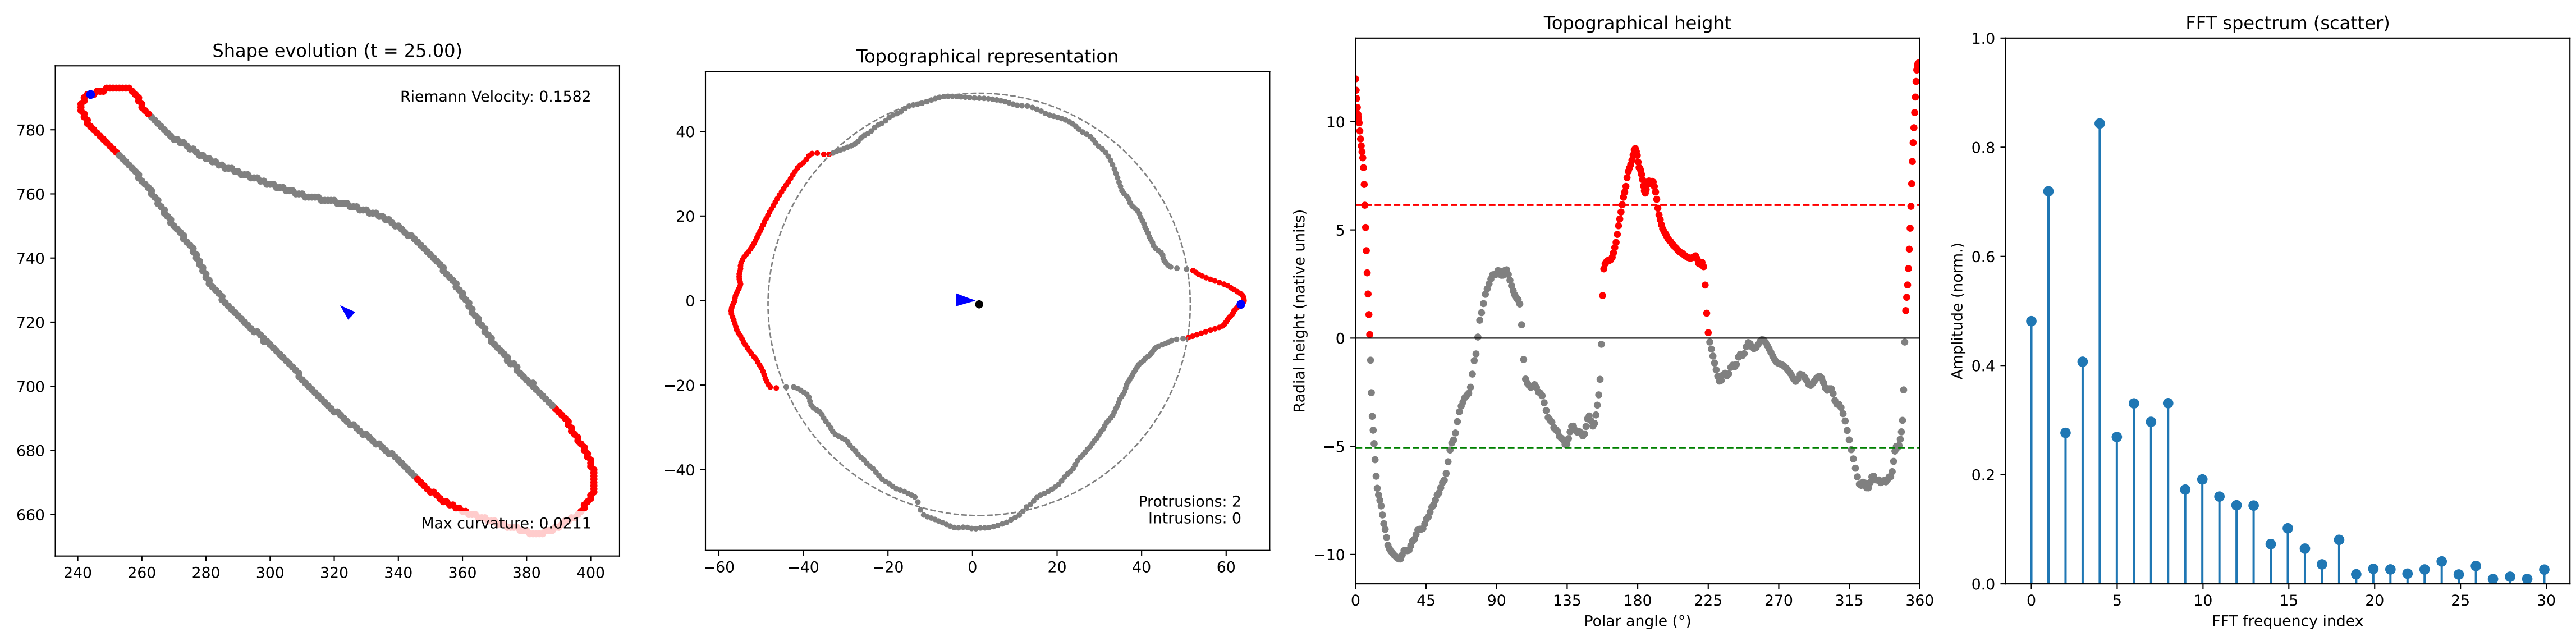 Shape evolution (t = 25.00)
Riemann Velocity: 0.1582
Max curvature: 0.0211
780
760
740
720
700
680
660
240 260 280 300 320 340 360 380 400
Topographical representation
40
20
0
−20
−40
−60 −40 −20 0 20 40 60
Protrusions: 2
Intrusions: 0
Topographical height
Radial height (native units)
10
5
0
−5
−10
0 45 90 135 180 225 270 315 360
Polar angle (°)
FFT spectrum (scatter)
Amplitude (norm.)
1.0
0.8
0.6
0.4
0.2
0.0
0 5 10 15 20 25 30
FFT frequency index